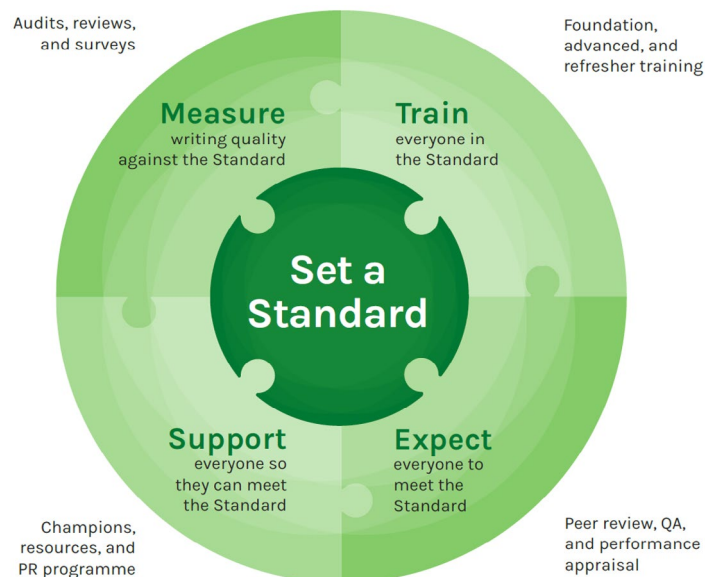 Audits, reviews,
and surveys
Foundation,
advanced, and
refresher training
Measure
writing quality
against the Standard
Train
everyone in
the Standard
Set a
Standard
Support
everyone so
they can meet
the Standard
Expect
everyone to
meet the
Standard
Champions,
resources, and
PR programme
Peer review, QA,
and performance
appraisal